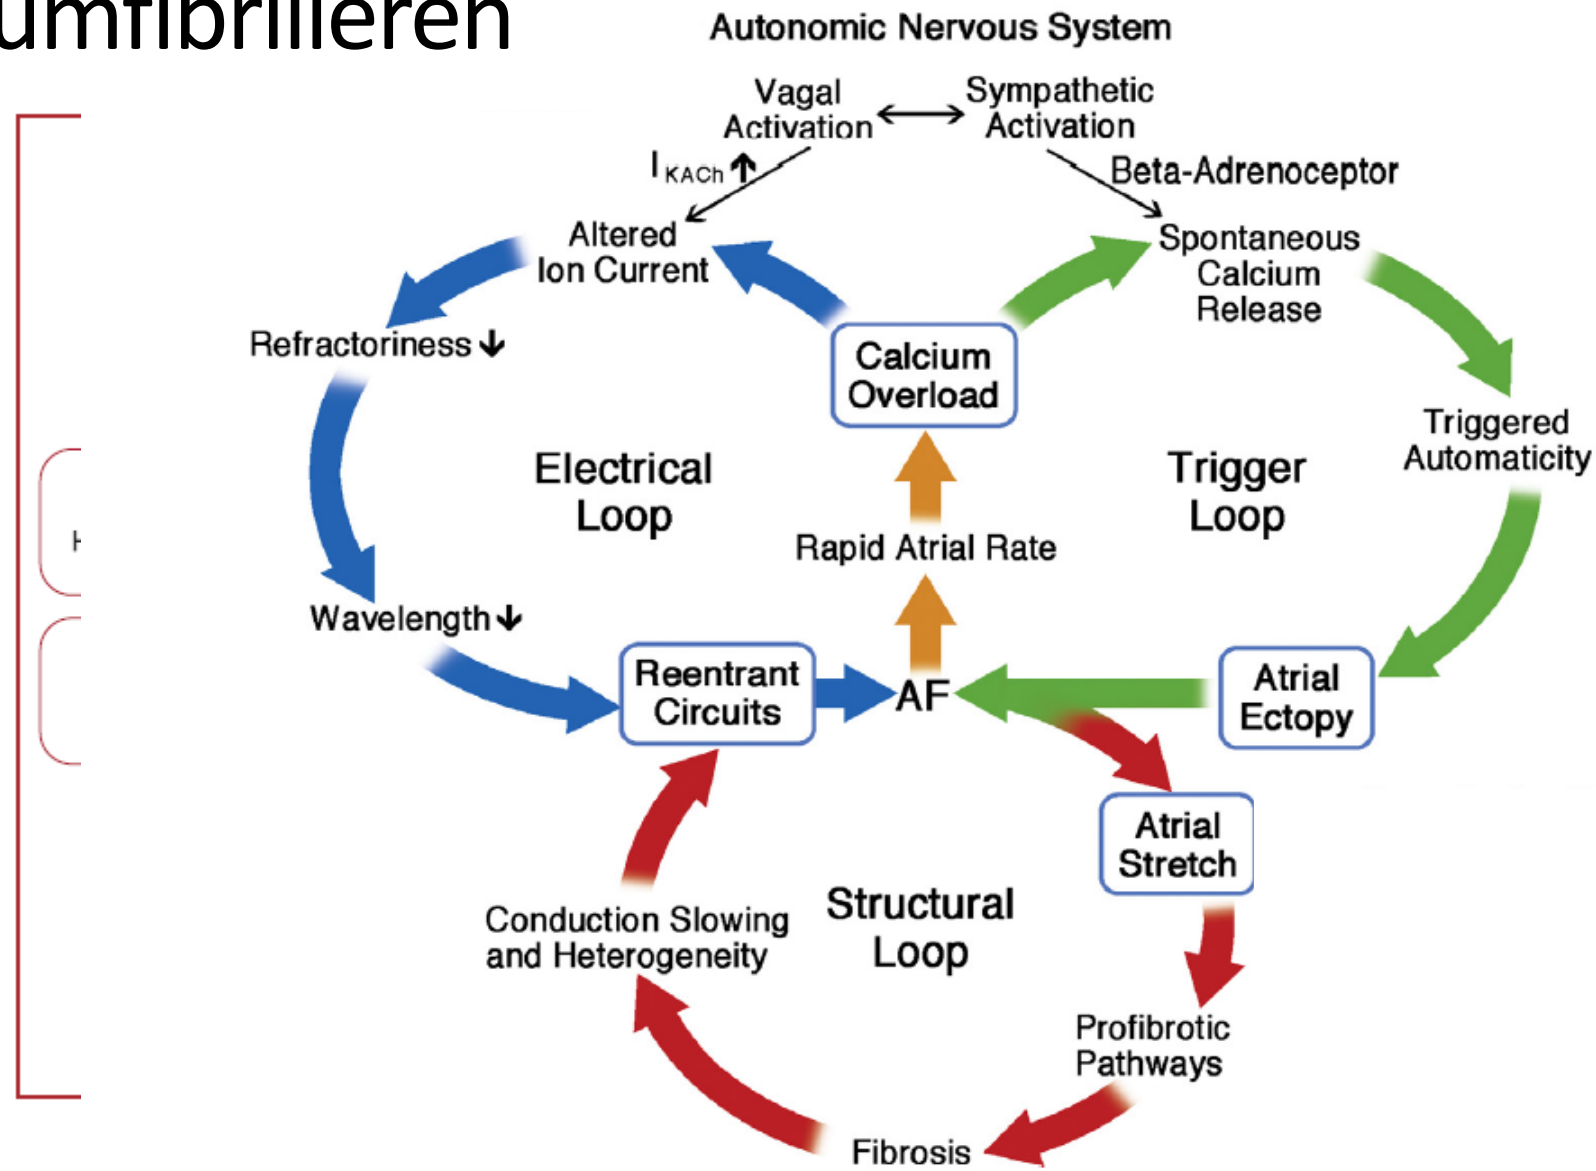 umfibrilleren
Autonomic Nervous System
Vagal
Activation
Sympathetic
Activation
I KACh ↑
Beta-Adrenoceptor
Altered
Ion Current
Spontaneous
Calcium
Release
Refractoriness ↓
Calcium
Overload
Triggered
Automaticity
Electrical
Loop
Trigger
Loop
Rapid Atrial Rate
Wavelength ↓
Reentrant
Circuits
AF
Atrial
Ectopy
Atrial
Stretch
Structural
Loop
Conduction Slowing
and Heterogeneity
Profibrotic
Pathways
Fibrosis